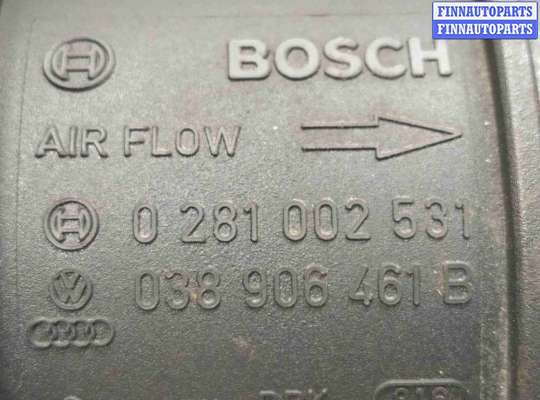 FINNAUTOPARTS
FINNAUTOPARTS
BOSCH
AIR FLOW
0 281 002 531
038 906 461 B